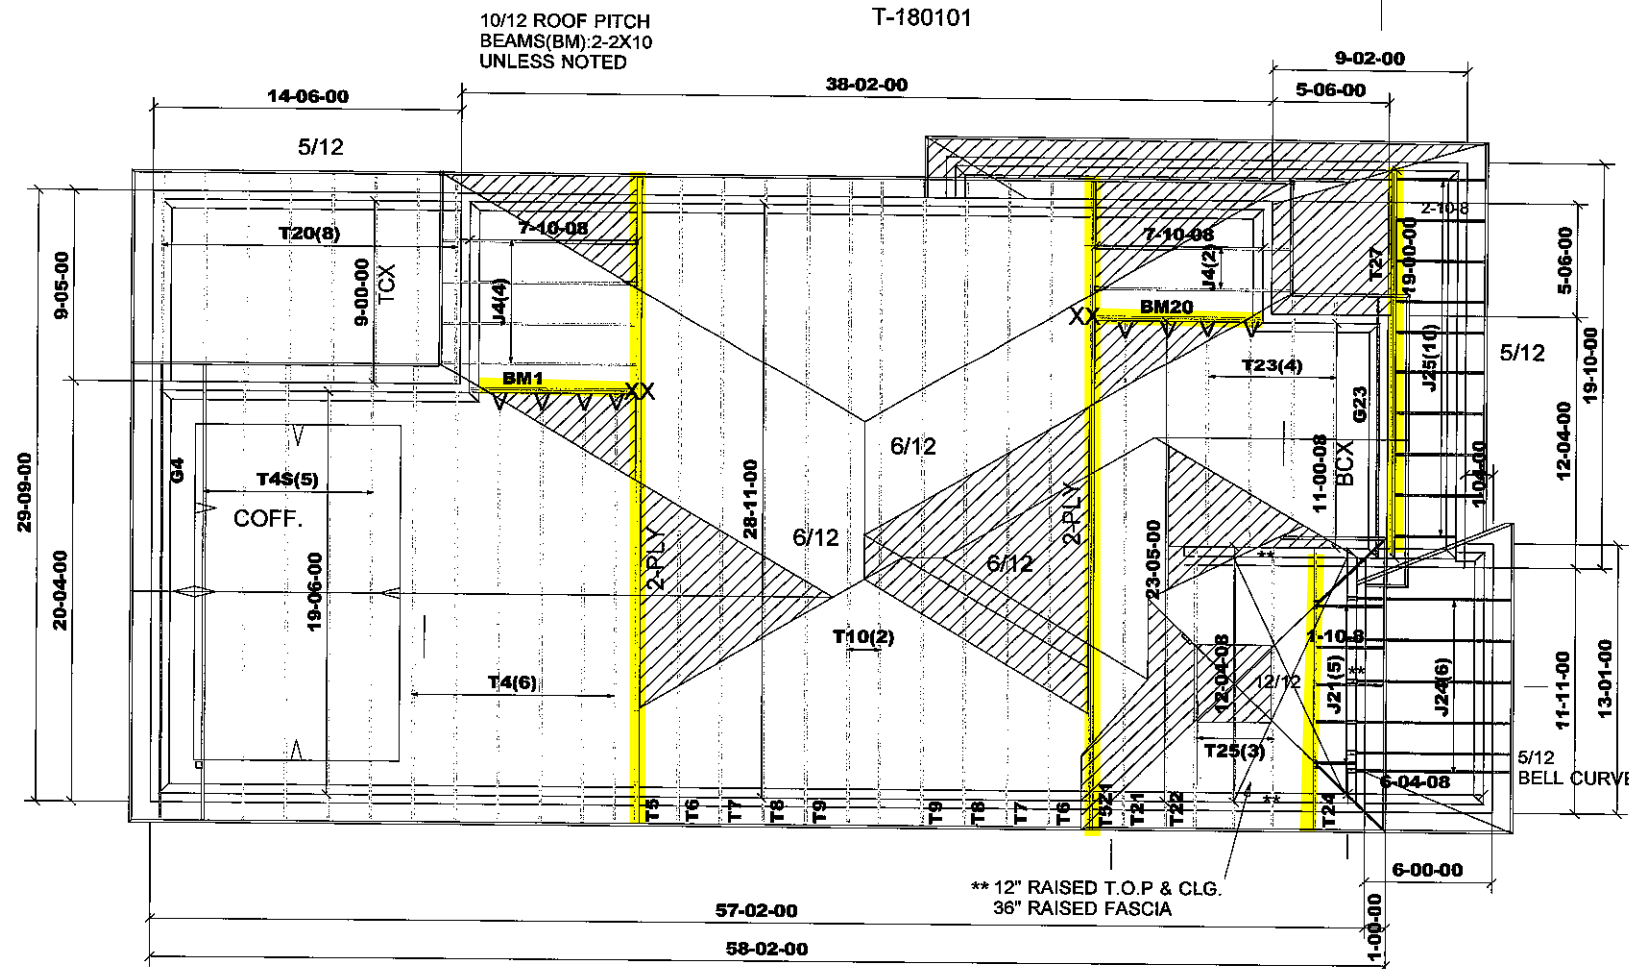 T-180101
10/12 ROOF PITCH
BEAMS(BM):2-2X10
UNLESS NOTED
9-02-00
14-06-00
38-02-00
5-06-00
5/12
2-10-8
T20(8)
7-10-08
7-10-08
J4(2)
T27
19-00-00
5-06-00
9-05-00
9-00-00
TCX
J4(4)
XX
BM20
5/12
19-10-00
T23(4)
J25(10)
BM1
XX
G23
12-04-00
6/12
29-09-00
G4
T4S(5)
COFF.
28-11-00
11-00-08
BCX
1-04-00
2-PLY
6/12
2-PLY
6/12
23-05-00
**
20-04-00
19-06-00
T10(2)
1-10-8
12-04-08
12/12
J21(5)
**
J24(6)
11-11-00
13-01-00
T4(6)
T25(3)
5/12
BELL CURVE
6-04-08
T5
T6
T7
T8
T9
T9
T8
T7
T6
T521
T21
T22
**
T24
** 12" RAISED T.O.P & CLG.
36" RAISED FASCIA
6-00-00
57-02-00
1-00-00
58-02-00